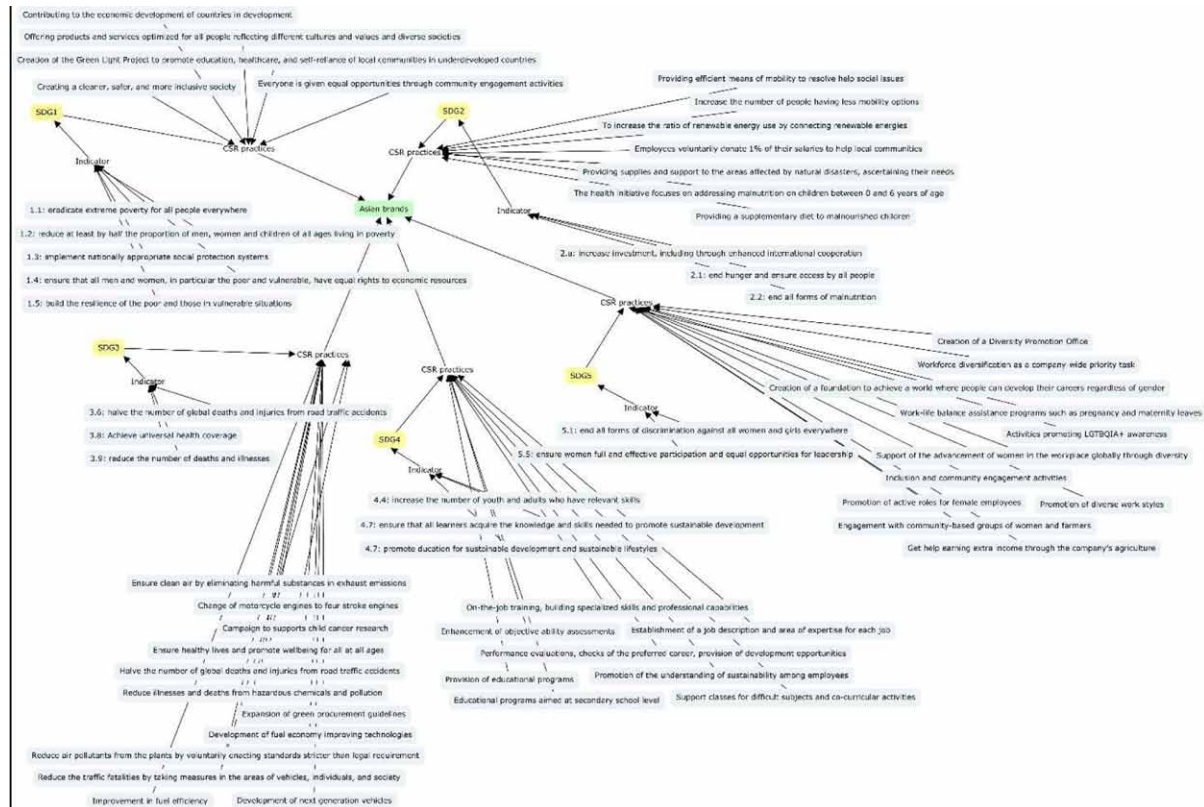 Contributing to the economic development of countries in development
Offering products and services optimized for all people reflecting different cultures and values and diverse societies
Creation of the Green Light Project to promote education, healthcare, and self-reliance of local communities in underdeveloped countries
Creating a cleaner, safer, and more inclusive society
Everyone is given equal opportunities through community engagement activities
SDG1
CSR practices
Indicator
1.1: eradicate extreme poverty for all people everywhere
1.2: reduce at least by half the proportion of men, women and children of all ages living in poverty
1.3: implement nationally appropriate social protection systems
1.4: ensure that all men and women, in particular the poor and vulnerable, have equal rights to economic resources
1.5: build the resilience of the poor and those in vulnerable situations
Asien brands
SDG2
CSR practices
Providing efficient means of mobility to resolve help social issues
Increase the number of people having less mobility options
To increase the ratio of renewable energy use by connecting renewable energies
Employees voluntarily donate 1% of their salaries to help local communities
Providing supplies and support to the areas affected by natural disasters, ascertaining their needs
The health initiative focuses on addressing malnutrition on children between 0 and 6 years of age
Providing a supplementary diet to malnourished children
Indicator
2.a: increase investment, including through enhanced international cooperation
2.1: end hunger and ensure access by all people
2.2: end all forms of malnutrition
SDG3
CSR practices
Indicator
3.6: halve the number of global deaths and injuries from road traffic accidents
3.8: Achieve universal health coverage
3.9: reduce the number of deaths and illnesses
Ensure clean air by eliminating harmful substances in exhaust emissions
Change of motorcycle engines to four stroke engines
Campaign to supports child cancer research
Ensure healthy lives and promote wellbeing for all at all ages
Halve the number of global deaths and injuries from road traffic accidents
Reduce illnesses and deaths from hazardous chemicals and pollution
Expansion of green procurement guidelines
Development of fuel economy improving technologies
Reduce air pollutants from the plants by voluntarily enacting standards stricter than legal requirement
Reduce the traffic fatalities by taking measures in the areas of vehicles, individuals, and society
Improvement in fuel efficiency
Development of next generation vehicles
CSR practices
SDG4
Indicator
4.4: increase the number of youth and adults who have relevant skills
4.7: ensure that all learners acquire the knowledge and skills needed to promote sustainable development
4.7: promote ducation for sustainable development and sustainable lifestyles
On-the-job training, building specialized skills and professional capabilities
Enhancement of objective ability assessments
Establishment of a job description and area of expertise for each job
Performance evaluations, checks of the preferred career, provision of development opportunities
Provision of educational programs
Promotion of the understanding of sustainability among employees
Educational programs aimed at secondary school level
Support classes for difficult subjects and co-curricular activities
CSR practices
SDG5
Indicator
5.1: end all forms of discrimination against all women and girls everywhere
5.5: ensure women full and effective participation and equal opportunities for leadership
Creation of a Diversity Promotion Office
Workforce diversification as a company wide priority task
Creation of a foundation to achieve a world where people can develop their careers regardless of gender
Work-life balance assistance programs such as pregnancy and maternity leaves
Activities promoting LGTBQIA+ awareness
Support of the advancement of women in the workplace globally through diversity
Inclusion and community engagement activities
Promotion of active roles for female employees
Promotion of diverse work styles
Engagement with community-based groups of women and farmers
Get help earning extra income through the company's agriculture